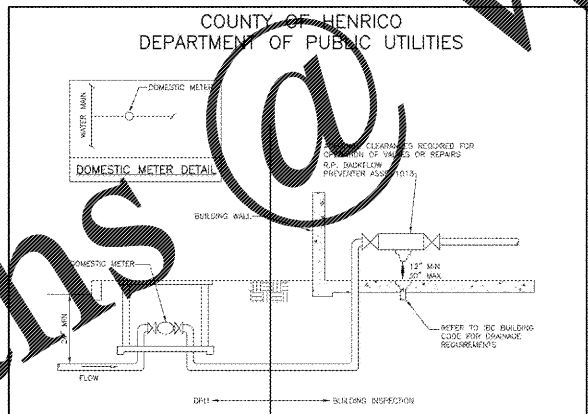 COUNTY OF HENRICO
DEPARTMENT OF PUBLIC UTILITIES
DOMESTIC METER
WATER MAIN
DOMESTIC METER DETAIL
CLEARANCES REQUIRED FOR
OPERATION OF VALVES OR REPAIRS
R.P. BACKFLOW
PREVENTER
BUILDING WALL
DOMESTIC METER
12" MIN
MAX
MIN
REFER TO BUILDING
CODE FOR DRAINAGE
REQUIREMENTS
FLOW
DPU
BUILDING INSPECTION
@
ns